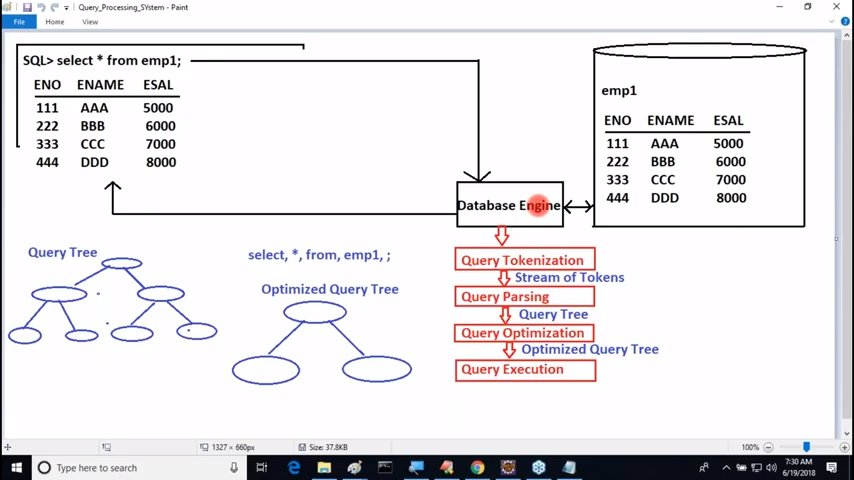 Query_Processing_SYstem - Paint
File Home View
SQL> select * from emp1;
ENO ENAME ESAL
111 AAA 5000
222 BBB 6000
333 CCC 7000
444 DDD 8000
emp1
ENO ENAME ESAL
111 AAA 5000
222 BBB 6000
333 CCC 7000
444 DDD 8000
Database Engine
Query Tree
select, *, from, emp1, ;
Optimized Query Tree
Query Tokenization
Stream of Tokens
Query Parsing
Query Tree
Query Optimization
Optimized Query Tree
Query Execution
1327 × 660px
Size: 37.8KB
100%
Type here to search
7:30 AM
6/19/2018